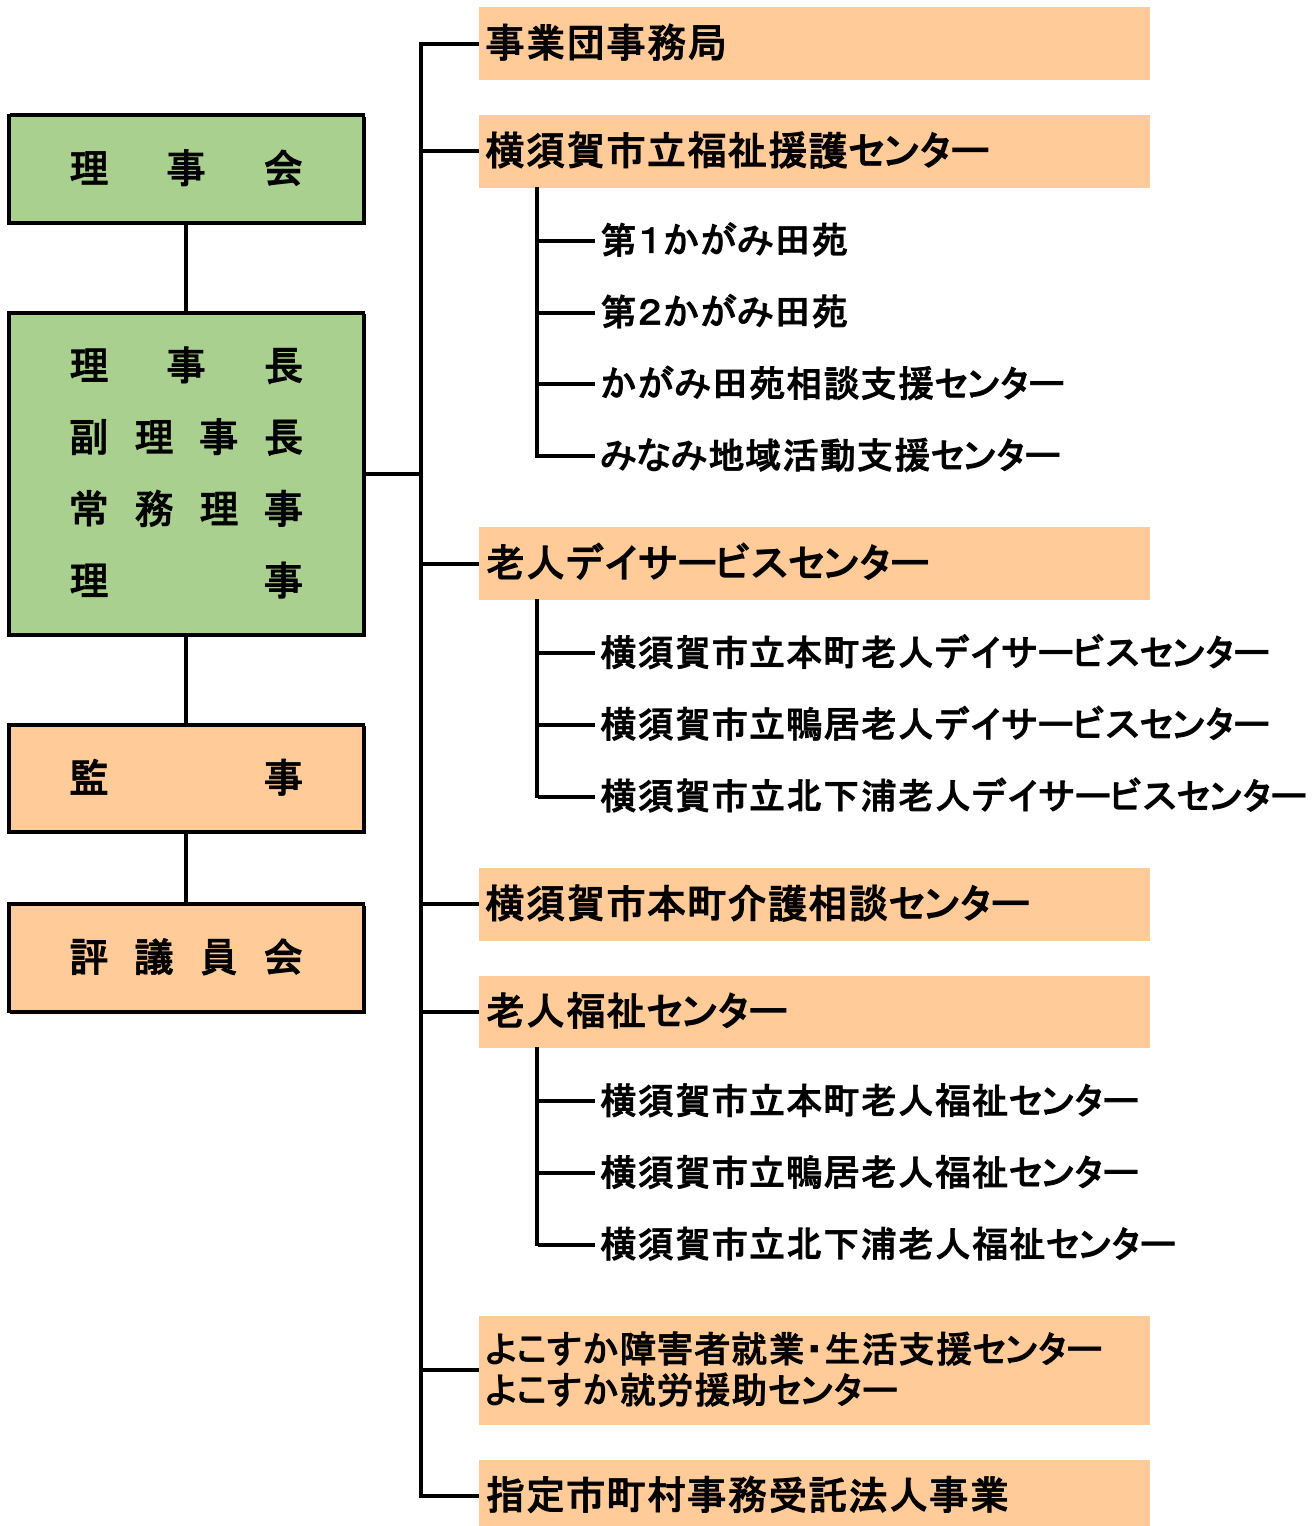 理事会
理事長
副理事長
常務理事
理事
監事
評議員会
事業団事務局
横須賀市立福祉援護センター
第1かがみ田苑
第2かがみ田苑
かがみ田苑相談支援センター
みなみ地域活動支援センター
老人デイサービスセンター
横須賀市立本町老人デイサービスセンター
横須賀市立鴨居老人デイサービスセンター
横須賀市立北下浦老人デイサービスセンター
横須賀市本町介護相談センター
老人福祉センター
横須賀市立本町老人福祉センター
横須賀市立鴨居老人福祉センター
横須賀市立北下浦老人福祉センター
よこすか障害者就業・生活支援センター
よこすか就労援助センター
指定市町村事務受託法人事業